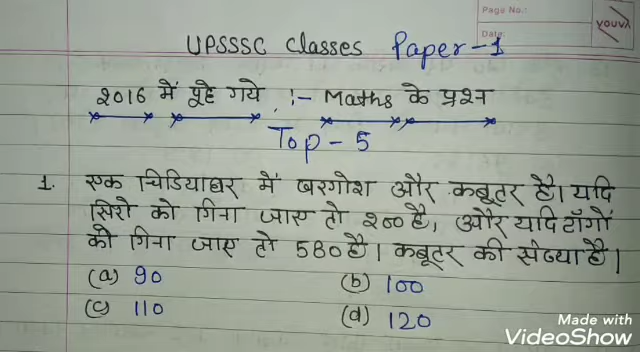 Page No.:
Date:
YOUVA
UPSSSC Classes Paper-1
2016 में पूछे गये :- Maths के प्रश्न
Top - 5
1. एक चिडियाघर में खरगोश और कबूतर है। यदि
सिरो को गिना जाए तो 200 है, और यदि टॉगों
को गिना जाए तो 580 है। कबूतर की संख्या है।
(a) 90 (b) 100
(c) 110 (d) 120
Made with
VideoShow